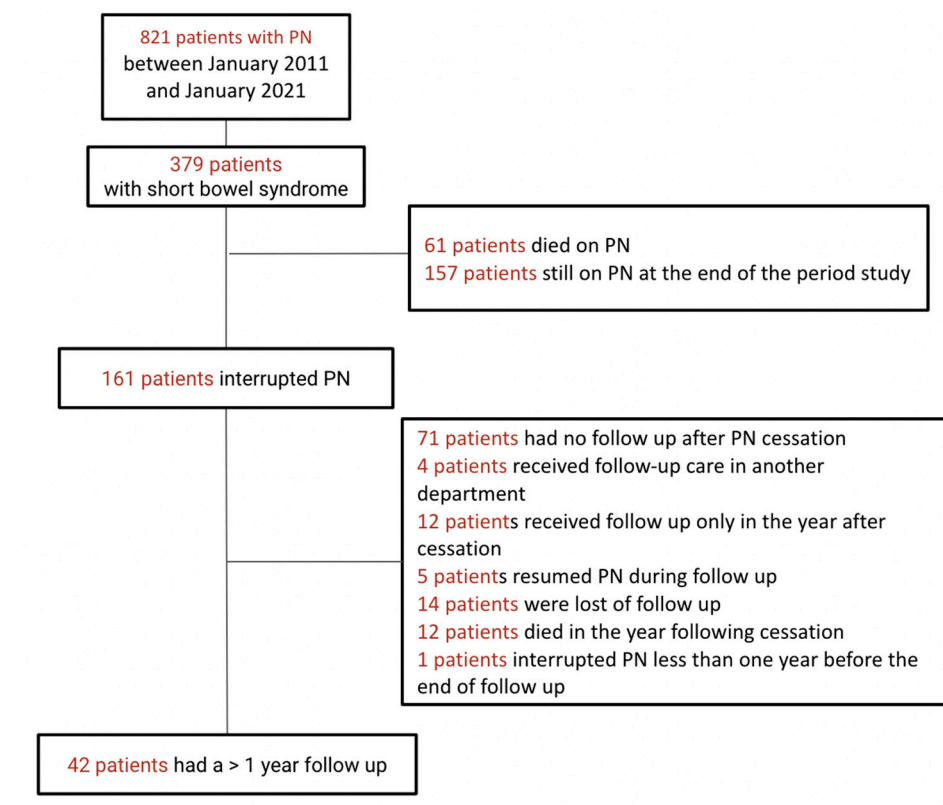 821 patients with PN
between January 2011
and January 2021
379 patients
with short bowel syndrome
61 patients died on PN
157 patients still on PN at the end of the period study
161 patients interrupted PN
71 patients had no follow up after PN cessation
4 patients received follow-up care in another
department
12 patients received follow up only in the year after
cessation
5 patients resumed PN during follow up
14 patients were lost of follow up
12 patients died in the year following cessation
1 patients interrupted PN less than one year before the
end of follow up
42 patients had a > 1 year follow up